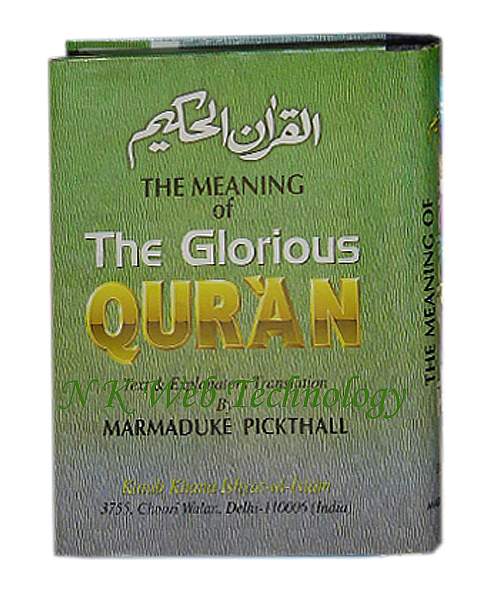 القرآن الحكيم
THE MEANING
of
The Glorious
QUR'AN
Text & Explanatory Translation
By
N K Web Technology
MARMADUKE PICKTHALL
Kutub Khana Ishyat-ul-Islam
3755, Choori Walan, Delhi-110006 (India)
THE MEANING OF